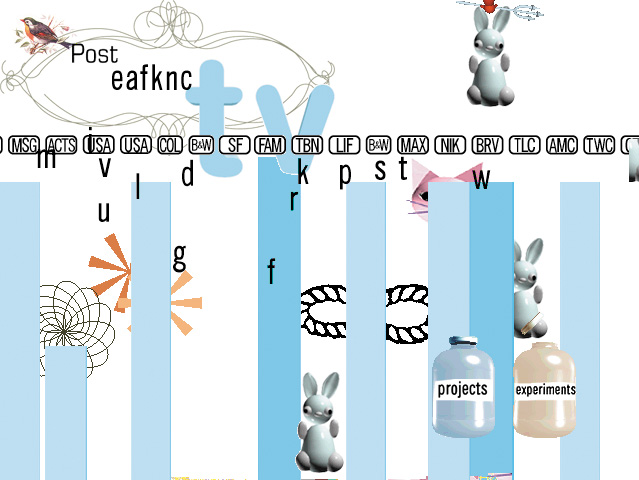 Post
eafknc
tv
MSG ACTS USA USA COL B&W SF FAM TBN LIF B&W MAX NIK BRV TLC AMC TWC
i
m v l d k p s t w
r
u
g
f
projects experiments